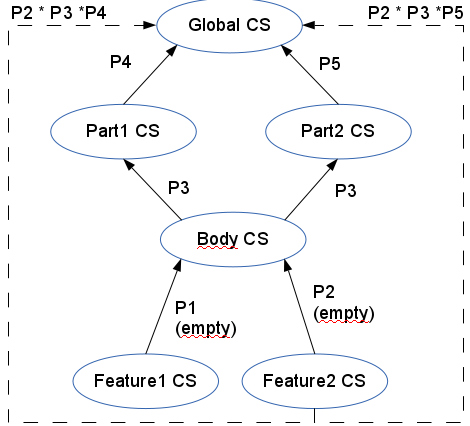 P2 * P3 *P4
P2 * P3 *P5
Global CS
P4
P5
Part1 CS
Part2 CS
P3
P3
Body CS
P1
(empty)
P2
(empty)
Feature1 CS
Feature2 CS